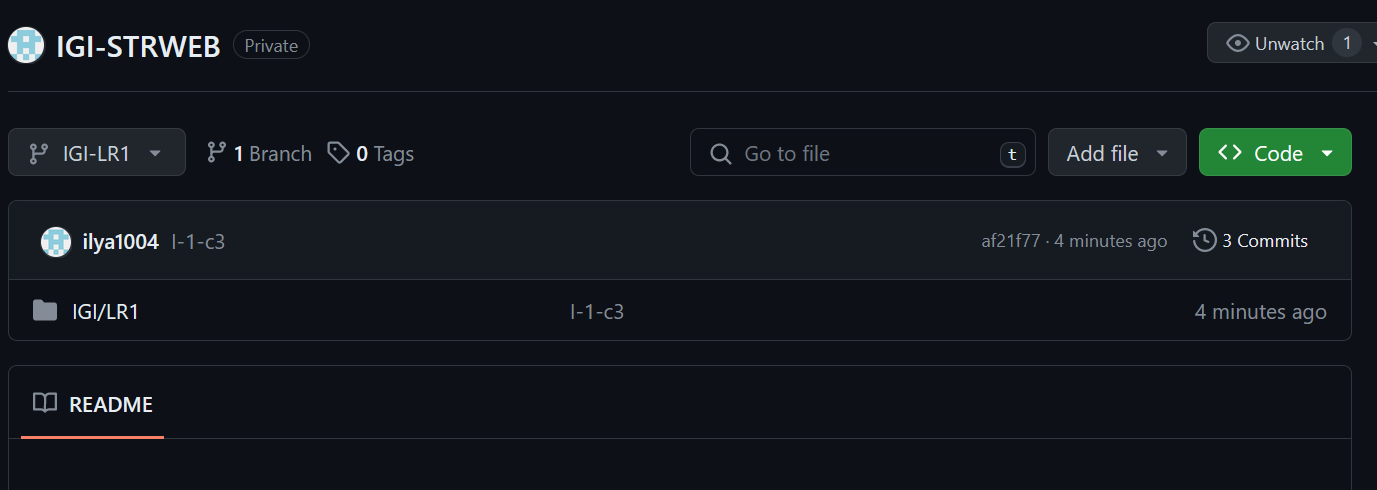 IGI-STRWEB Private Unwatch 1
IGI-LR1 1 Branch 0 Tags Go to file t Add file Code
ilya1004 I-1-c3 af21f77 · 4 minutes ago 3 Commits
IGI/LR1 I-1-c3 4 minutes ago
README